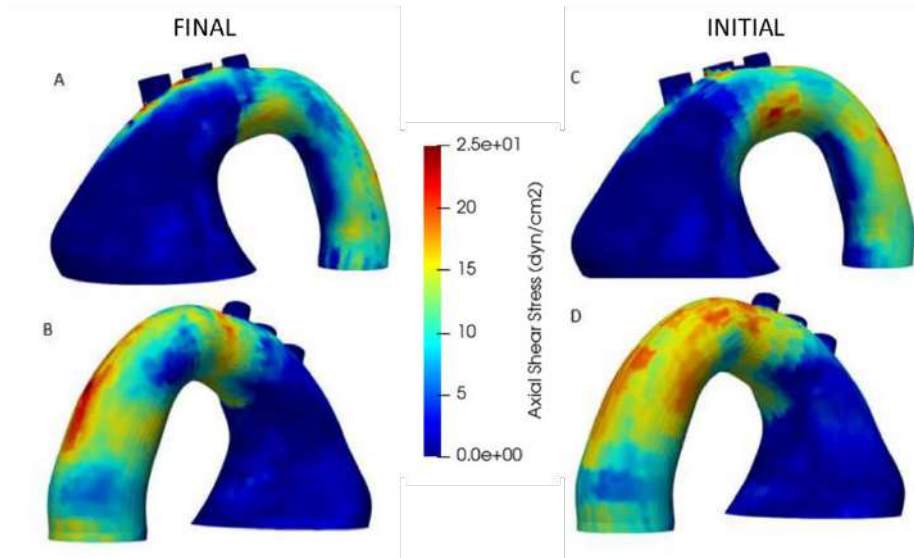 FINAL
INITIAL
A
C
2.5e+01
20
15
10
5
0.0e+00
Axial Shear Stress (dyn/cm2)
B
D